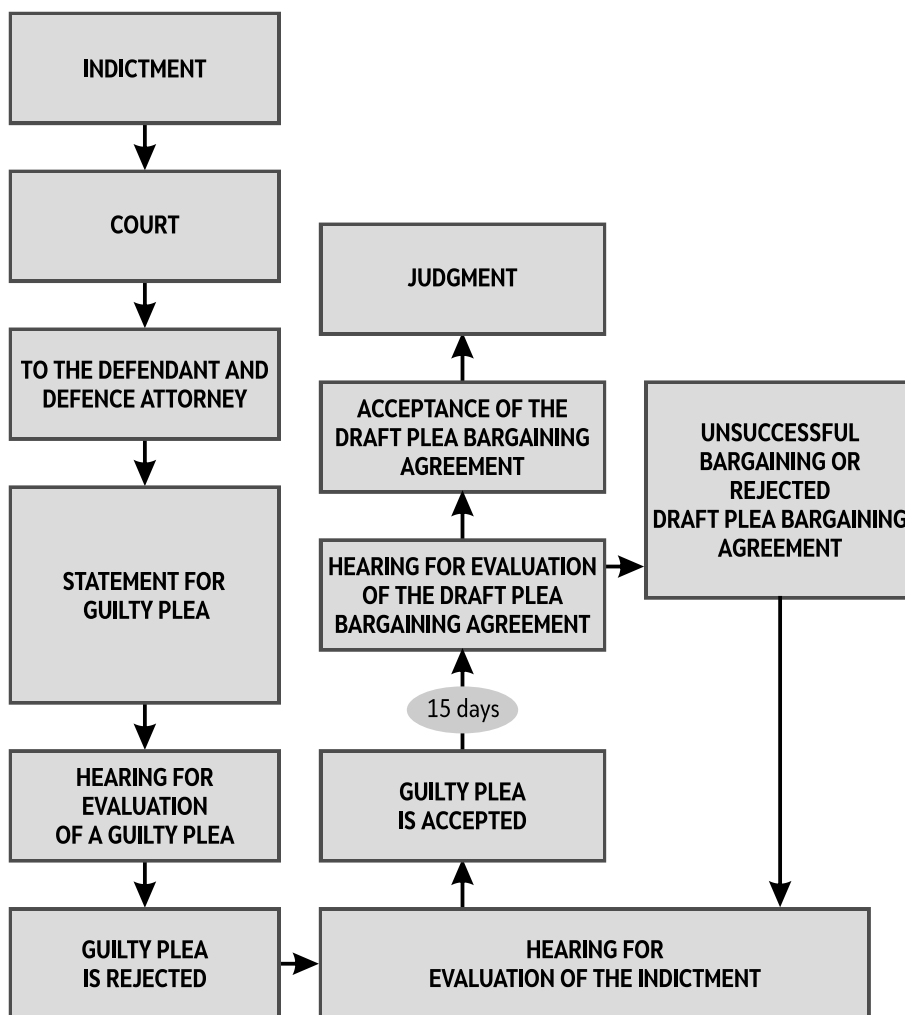 INDICTMENT
COURT
TO THE DEFENDANT AND
DEFENCE ATTORNEY
STATEMENT FOR
GUILTY PLEA
HEARING FOR
EVALUATION
OF A GUILTY PLEA
GUILTY PLEA
IS REJECTED
JUDGMENT
ACCEPTANCE OF THE
DRAFT PLEA BARGAINING
AGREEMENT
HEARING FOR EVALUATION
OF THE DRAFT PLEA
BARGAINING AGREEMENT
15 days
GUILTY PLEA
IS ACCEPTED
HEARING FOR
EVALUATION OF THE INDICTMENT
UNSUCCESSFUL
BARGAINING OR
REJECTED
DRAFT PLEA BARGAINING
AGREEMENT